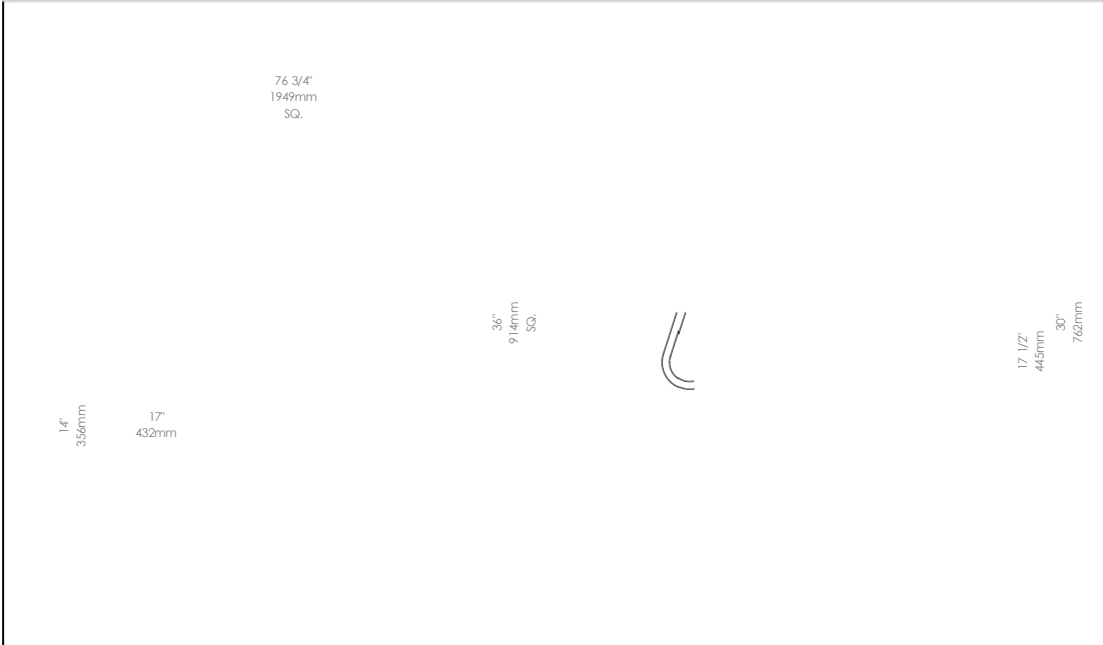 76 3/4"
1949mm
SQ.
36"
914mm
SQ.
17 1/2"
445mm
30"
762mm
14"
356mm
17"
432mm